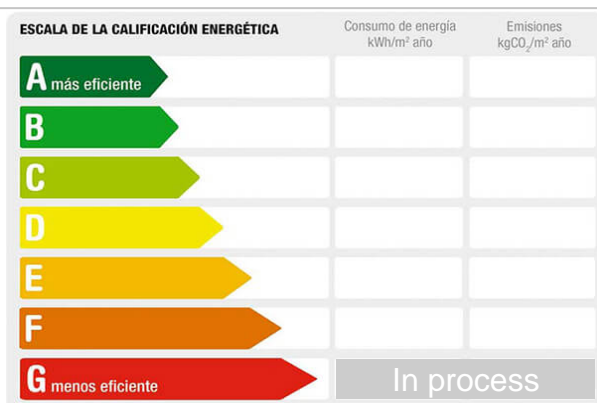 ESCALA DE LA CALIFICACIÓN ENERGÉTICA
Consumo de energía
kWh/m² año
Emisiones
kgCO₂/m² año
A más eficiente
B
C
D
E
F
G menos eficiente
In process